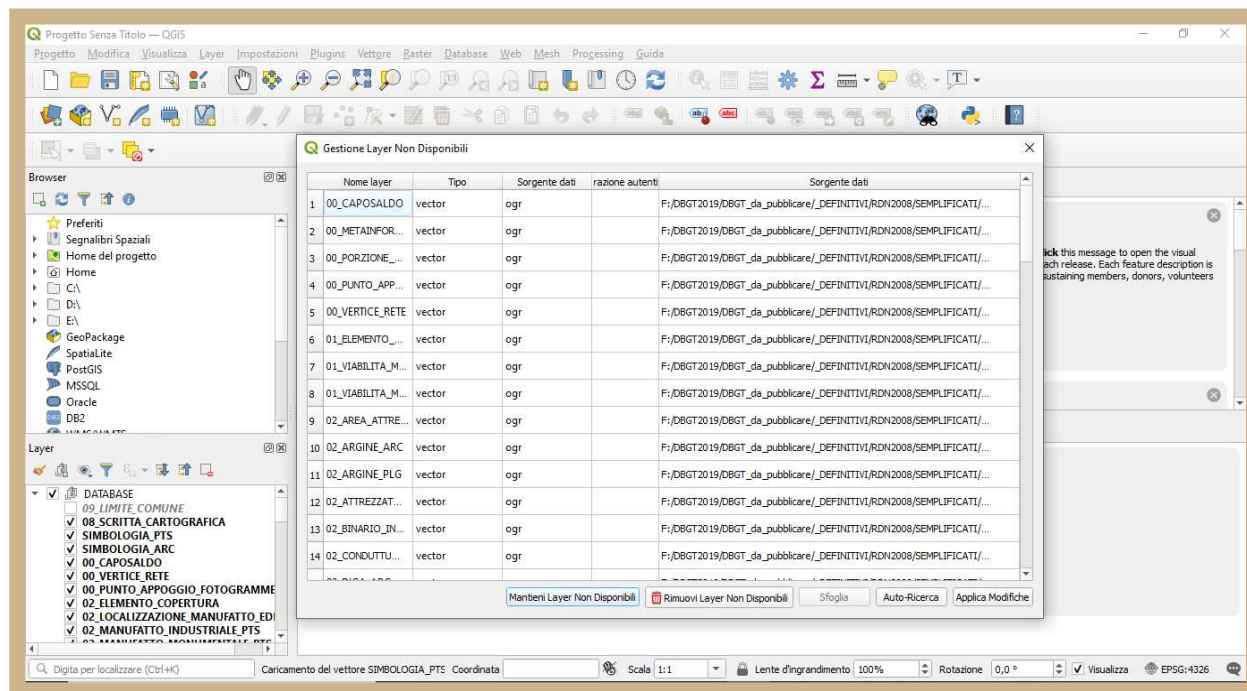 Progetto Senza Titolo — QGIS
Progetto Modifica Visualizza Layer Impostazioni Plugins Vettore Raster Database Web Mesh Processing Guida
Gestione Layer Non Disponibili
Browser
Preferiti
Segnalibri Spaziali
Home del progetto
Home
C:\
D:\
E:\
GeoPackage
SpatiaLite
PostGIS
MSSQL
Oracle
DB2
Nome layer Tipo Sorgente dati razione autenti Sorgente dati
1 00_CAPOSALDO vector ogr F:/DBGT2019/DBGT_da_pubblicare/_DEFINITIVI/RDN2008/SEMPLIFICATI/...
2 00_METAINFOR... vector ogr F:/DBGT2019/DBGT_da_pubblicare/_DEFINITIVI/RDN2008/SEMPLIFICATI/...
3 00_PORZIONE_... vector ogr F:/DBGT2019/DBGT_da_pubblicare/_DEFINITIVI/RDN2008/SEMPLIFICATI/...
4 00_PUNTO_APP... vector ogr F:/DBGT2019/DBGT_da_pubblicare/_DEFINITIVI/RDN2008/SEMPLIFICATI/...
5 00_VERTICE_RETE vector ogr F:/DBGT2019/DBGT_da_pubblicare/_DEFINITIVI/RDN2008/SEMPLIFICATI/...
6 01_ELEMENTO_... vector ogr F:/DBGT2019/DBGT_da_pubblicare/_DEFINITIVI/RDN2008/SEMPLIFICATI/...
7 01_VIABILITA_M... vector ogr F:/DBGT2019/DBGT_da_pubblicare/_DEFINITIVI/RDN2008/SEMPLIFICATI/...
8 01_VIABILITA_M... vector ogr F:/DBGT2019/DBGT_da_pubblicare/_DEFINITIVI/RDN2008/SEMPLIFICATI/...
9 02_AREA_ATTRE... vector ogr F:/DBGT2019/DBGT_da_pubblicare/_DEFINITIVI/RDN2008/SEMPLIFICATI/...
10 02_ARGINE_ARC vector ogr F:/DBGT2019/DBGT_da_pubblicare/_DEFINITIVI/RDN2008/SEMPLIFICATI/...
11 02_ARGINE_PLG vector ogr F:/DBGT2019/DBGT_da_pubblicare/_DEFINITIVI/RDN2008/SEMPLIFICATI/...
12 02_ATTREZZAT... vector ogr F:/DBGT2019/DBGT_da_pubblicare/_DEFINITIVI/RDN2008/SEMPLIFICATI/...
13 02_BINARIO_IN... vector ogr F:/DBGT2019/DBGT_da_pubblicare/_DEFINITIVI/RDN2008/SEMPLIFICATI/...
14 02_CONDUTTU... vector ogr F:/DBGT2019/DBGT_da_pubblicare/_DEFINITIVI/RDN2008/SEMPLIFICATI/...
Mantieni Layer Non Disponibili Rimuovi Layer Non Disponibili Sfoglia Auto-Ricerca Applica Modifiche
ick this message to open the visual
ach release. Each feature description is
sustaining members, donors, volunteers
Layer
DATABASE
09_LIMITE_COMUNE
08_SCRITTA_CARTOGRAFICA
SIMBOLOGIA_PTS
SIMBOLOGIA_ARC
00_CAPOSALDO
00_VERTICE_RETE
00_PUNTO_APPOGGIO_FOTOGRAMME
02_ELEMENTO_COPERTURA
02_LOCALIZZAZIONE_MANUFATTO_EDI
02_MANUFATTO_INDUSTRIALE_PTS
Digita per localizzare (Ctrl+K) Caricamento del vettore SIMBOLOGIA_PTS Coordinata Scala 1:1 Lente d'ingrandimento 100% Rotazione 0,0 ° Visualizza EPSG:4326